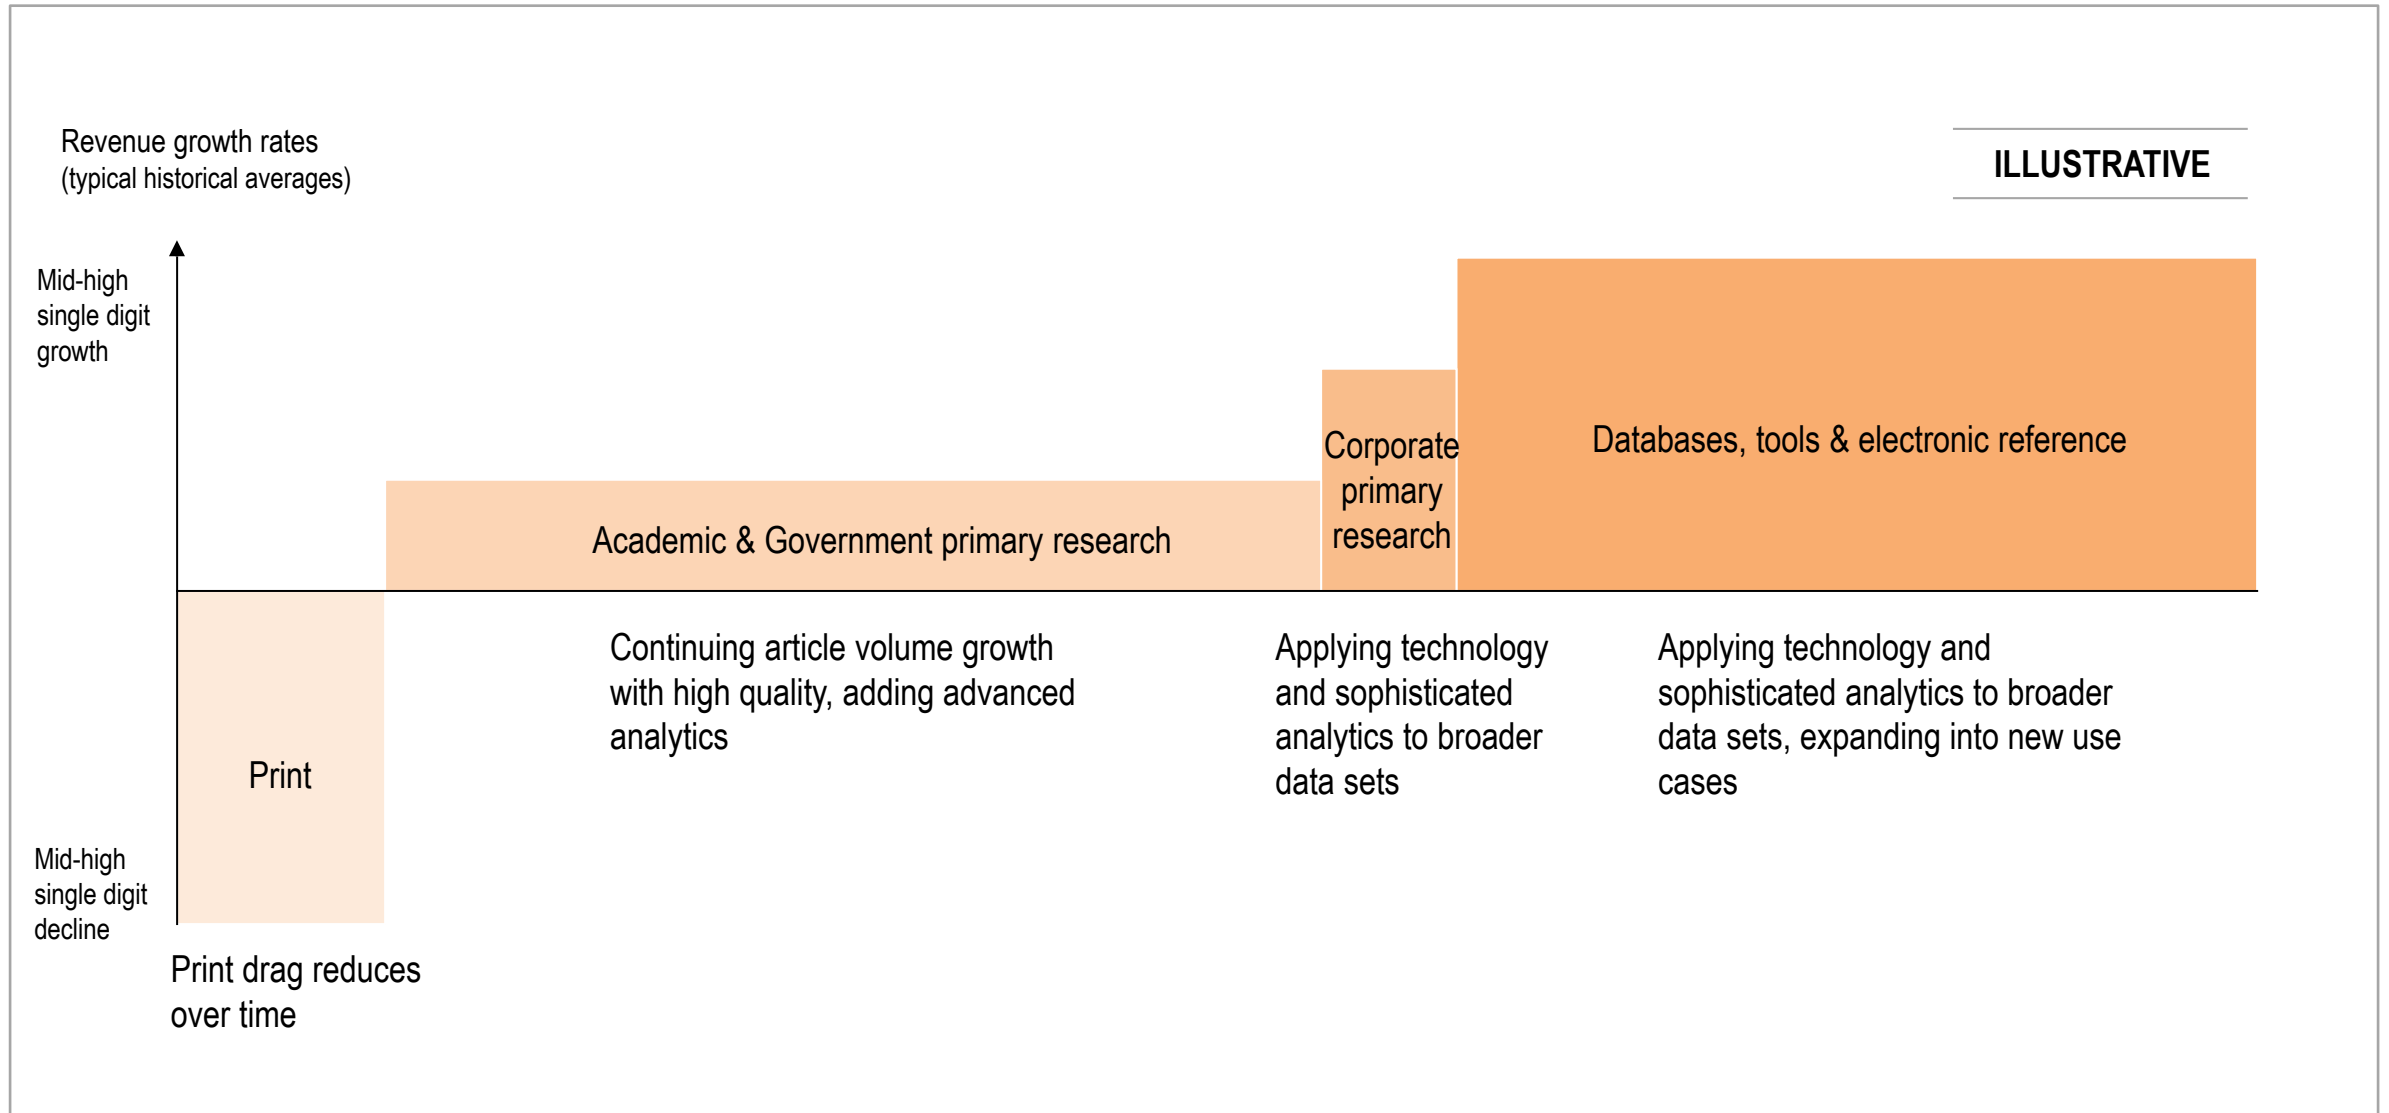 Revenue growth rates
(typical historical averages)
ILLUSTRATIVE
Mid-high
single digit
growth
Corporate
primary
research
Databases, tools & electronic reference
Academic & Government primary research
Print
Continuing article volume growth
with high quality, adding advanced
analytics
Applying technology
and sophisticated
analytics to broader
data sets
Applying technology and
sophisticated analytics to broader
data sets, expanding into new use
cases
Mid-high
single digit
decline
Print drag reduces
over time